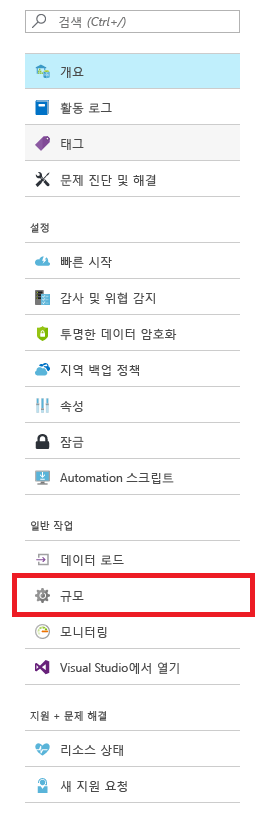 검색 (Ctrl+/)
개요
활동 로그
태그
문제 진단 및 해결
설정
빠른 시작
감사 및 위협 감지
투명한 데이터 암호화
지역 백업 정책
속성
잠금
Automation 스크립트
일반 작업
데이터 로드
규모
모니터링
Visual Studio에서 열기
지원 + 문제 해결
리소스 상태
새 지원 요청